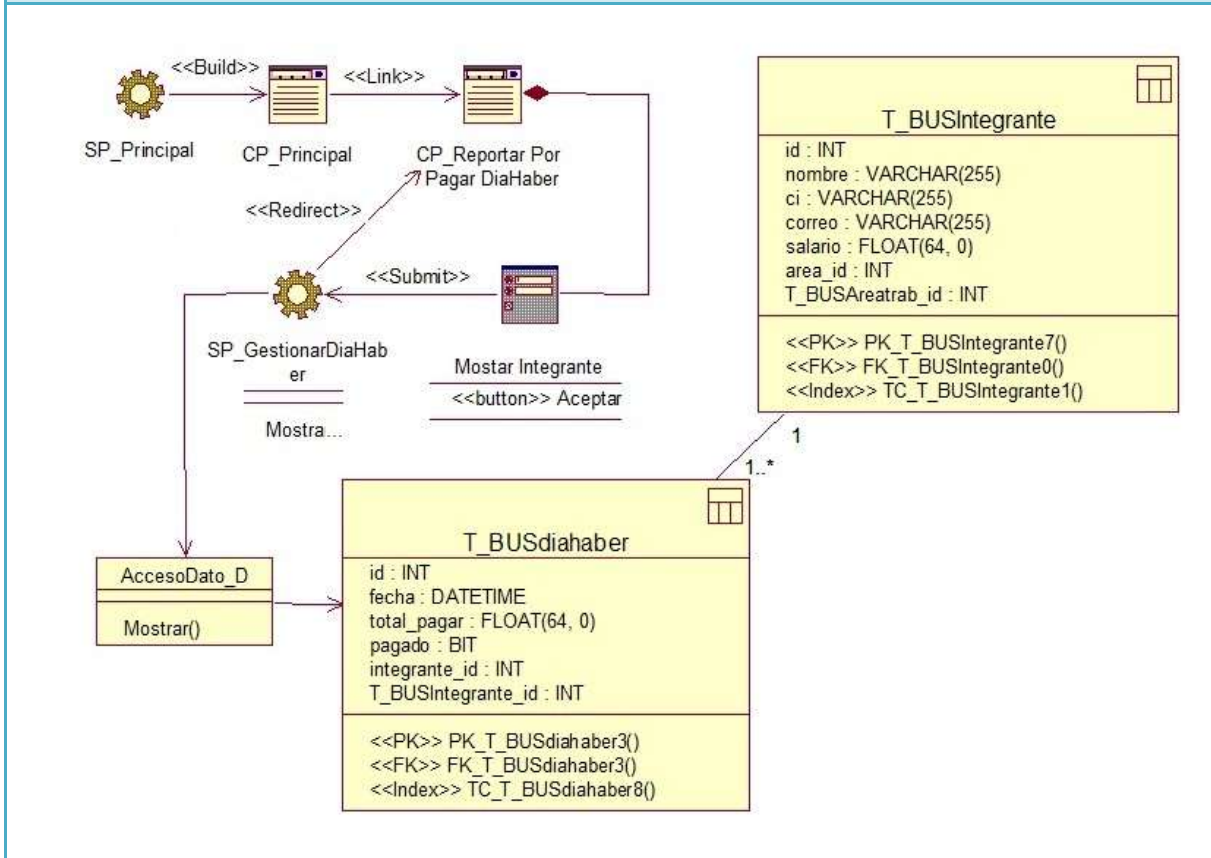 <<Build>>
<<Link>>
SP_Principal
CP_Principal
CP_Reportar Por
Pagar DiaHaber
<<Redirect>>
<<Submit>>
SP_GestionarDiaHab
er
Mostra...
Mostar Integrante
<<button>> Aceptar
T_BUSIntegrante
id : INT
nombre : VARCHAR(255)
ci : VARCHAR(255)
correo : VARCHAR(255)
salario : FLOAT(64, 0)
area_id : INT
T_BUSAreatrab_id : INT
<<PK>> PK_T_BUSIntegrante7()
<<FK>> FK_T_BUSIntegrante0()
<<Index>> TC_T_BUSIntegrante1()
1
1..*
AccesoDato_D
Mostrar()
T_BUSdiahaber
id : INT
fecha : DATETIME
total_pagar : FLOAT(64, 0)
pagado : BIT
integrante_id : INT
T_BUSIntegrante_id : INT
<<PK>> PK_T_BUSdiahaber3()
<<FK>> FK_T_BUSdiahaber3()
<<Index>> TC_T_BUSdiahaber8()